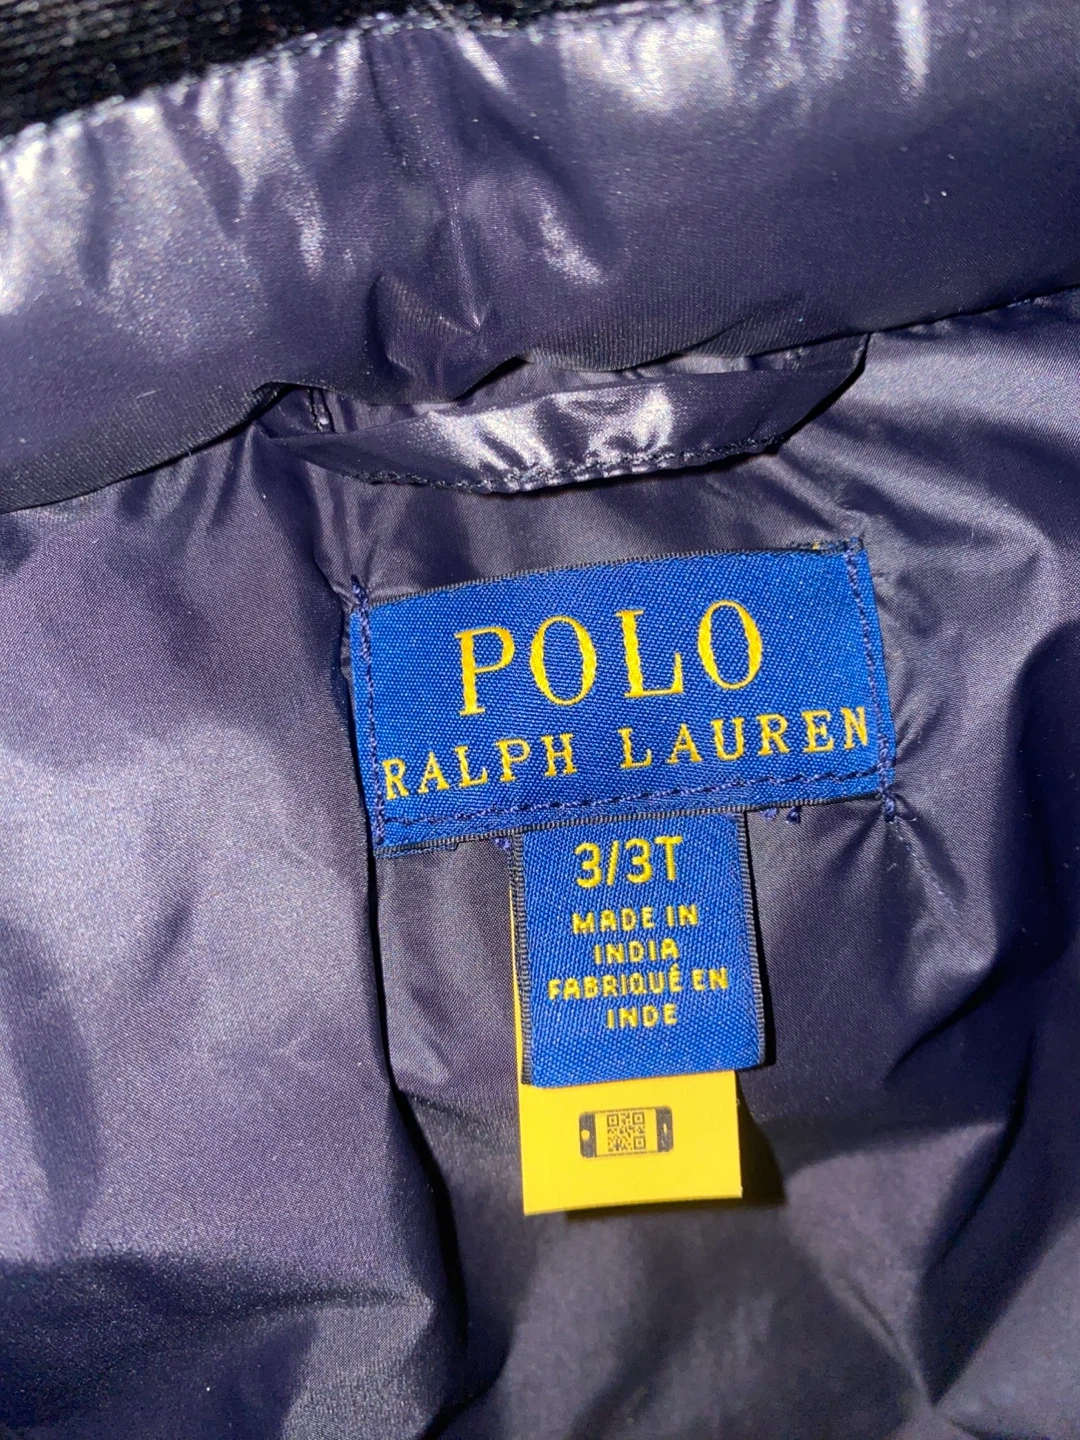 POLO
RALPH LAUREN
3/3T
MADE IN
INDIA
FABRIQUÉ EN
INDE